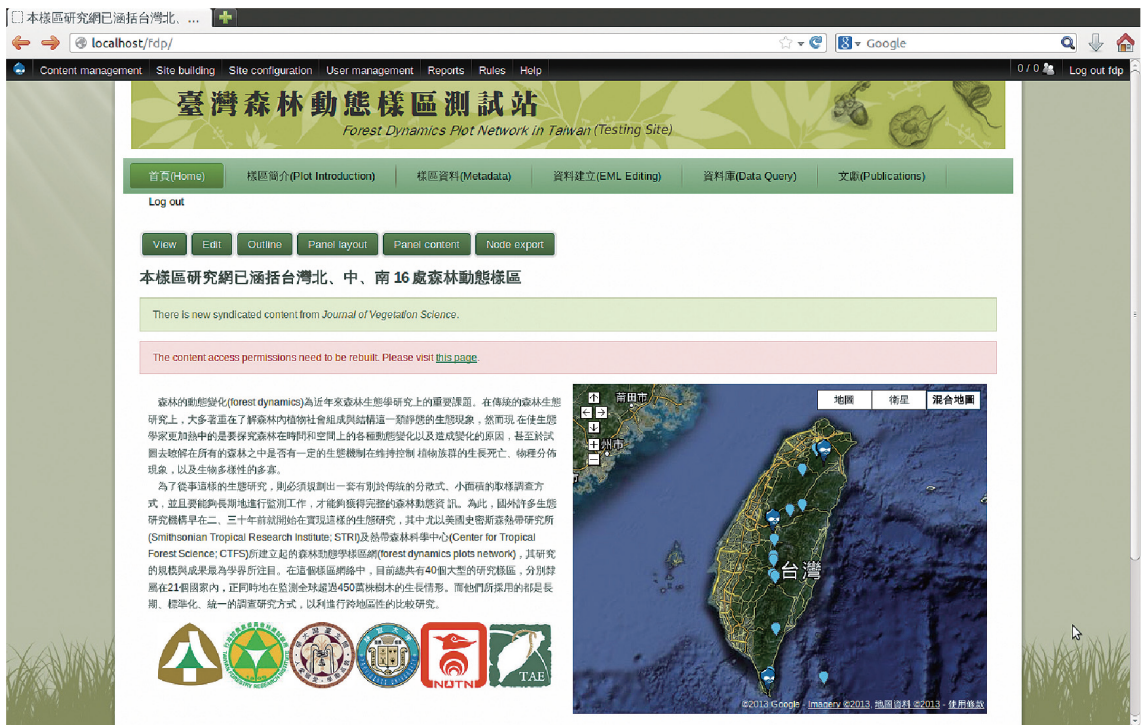 本樣區研究網已涵括台灣北、...
localhost/fdp/
Google
Content management Site building Site configuration User management Reports Rules Help 0 / 0 Log out fdp
臺灣森林動態樣區測試站
Forest Dynamics Plot Network in Taiwan (Testing Site)
首頁(Home) 樣區簡介(Plot Introduction) 樣區資料(Metadata) 資料建立(EML Editing) 資料庫(Data Query) 文獻(Publications)
Log out
View Edit Outline Panel layout Panel content Node export
本樣區研究網已涵括台灣北、中、南 16 處森林動態樣區
There is new syndicated content from Journal of Vegetation Science.
The content access permissions need to be rebuilt. Please visit this page.
森林的動態變化(forest dynamics)為近年來森林生態學研究上的重要課題。在傳統的森林生態
研究上，大多著重在了解森林內植物社會組成與結構這一類靜態的生態現象，然而現 在使生態
學家更加熱中的是要探究森林在時間和空間上的各種動態變化以及造成變化的原因，甚至於試
圖去瞭解在所有的森林之中是否有一定的生態機制在維持控制 植物族群的生長死亡、物種分佈
現象，以及生物多樣性的多寡。
為了從事這樣的生態研究，則必須規劃出一套有別於傳統的分散式、小面積的取樣調查方
式，並且要能夠長期地進行監測工作，才能夠獲得完整的森林動態資 訊。為此，國外許多生態
研究機構早在二、三十年前就開始在實現這樣的生態研究，其中尤以美國史密斯森熱帶研究所
(Smithsonian Tropical Research Institute; STRI)及熱帶森林科學中心(Center for Tropical
Forest Science; CTFS)所建立起的森林動態學樣區網(forest dynamics plots network)，其研究
的規模與成果最為學界所注目。在這個樣區網絡中，目前總共有40個大型的研究樣區，分別隸
屬在21個國家內，正同時地在監測全球超過450萬株樹木的生長情形。而他們所採用的都是長
期、標準化、統一的調查研究方式，以利進行跨地區性的比較研究。
莆田市
州市
地圖 衛星 混合地圖
台灣
©2013 Google - Imagery ©2013, 地圖資料 ©2013 - 使用條款
NUTN
TAE